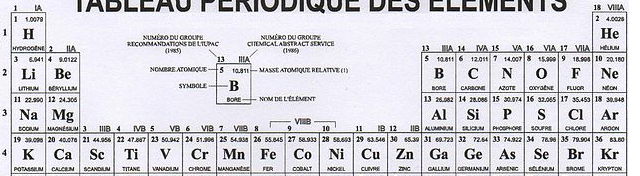 TABLEAU PÉRIODIQUE DES ÉLÉMENTS
1 IA
18 VIIIA
1 1.0079
H
HYDROGÈNE
2 IIA
NUMÉRO DU GROUPE
RECOMMANDATIONS DE L'IUPAC
(1985)
NUMÉRO DU GROUPE
CHEMICAL ABSTRACT SERVICE
(1986)
13 IIIA
NOMBRE ATOMIQUE
5 10.811
MASSE ATOMIQUE RELATIVE (1)
SYMBOLE
B
BORE
NOM DE L'ÉLÉMENT
13 IIIA 14 IVA 15 VA 16 VIA 17 VIIA
2 4.0026
He
HÉLIUM
1
2
3 6.941 4 9.0122 5 10.811 6 12.011 7 14.007 8 15.999 9 18.998 10 20.180
Li Be B C N O F Ne
LITHIUM BÉRYLLIUM BORE CARBONE AZOTE OXYGÈNE FLUOR NÉON
3
11 22.990 12 24.305 13 26.982 14 28.086 15 30.974 16 32.065 17 35.453 18 39.948
Na Mg Al Si P S Cl Ar
SODIUM MAGNÉSIUM ALUMINIUM SILICIUM PHOSPHORE SOUFRE CHLORE ARGON
3 IIIB 4 IVB 5 VB 6 VIB 7 VIIB 8 9 VIIIB 10 11 IB 12 IIB
4
19 39.098 20 40.078 21 44.956 22 47.867 23 50.942 24 51.996 25 54.938 26 55.845 27 58.933 28 58.693 29 63.546 30 65.39 31 69.723 32 72.64 33 74.922 34 78.96 35 79.904 36 83.80
K Ca Sc Ti V Cr Mn Fe Co Ni Cu Zn Ga Ge As Se Br Kr
POTASSIUM CALCIUM SCANDIUM TITANE VANADIUM CHROME MANGANÈSE FER COBALT NICKEL CUIVRE ZINC GALLIUM GERMANIUM ARSENIC SÉLÉNIUM BROME KRYPTON